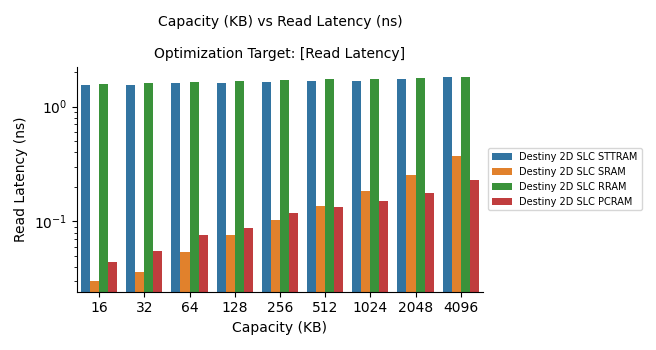 Capacity (KB) vs Read Latency (ns)
Optimization Target: [Read Latency]
Read Latency (ns)
10⁰
10⁻¹
16 32 64 128 256 512 1024 2048 4096
Capacity (KB)
Destiny 2D SLC STTRAM
Destiny 2D SLC SRAM
Destiny 2D SLC RRAM
Destiny 2D SLC PCRAM